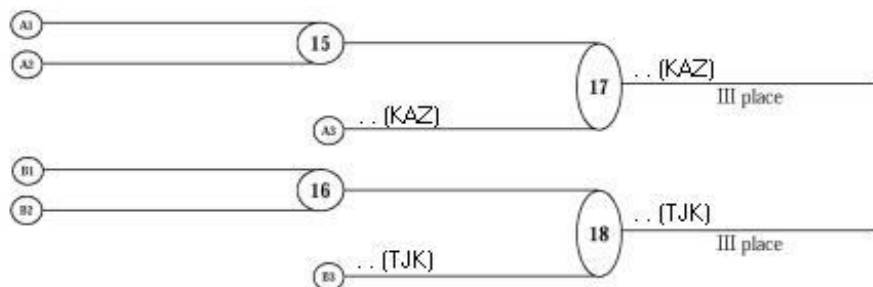 A1
15
A2
17
. . (KAZ)
III place
A3
. . (KAZ)
B1
16
B2
18
. . (TJK)
III place
B3
. . (TJK)